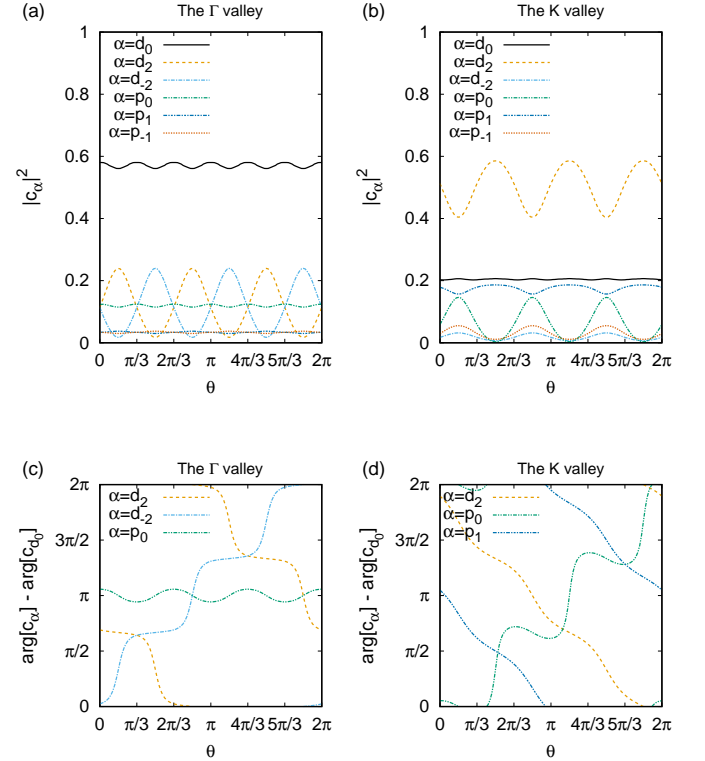 (a) The Γ valley
α=d0
α=d2
α=d-2
α=p0
α=p1
α=p-1
1
0.8
0.6
0.4
0.2
0
|cα|²
0 π/3 2π/3 π 4π/3 5π/3 2π
θ
(b) The K valley
α=d0
α=d2
α=d-2
α=p0
α=p1
α=p-1
1
0.8
0.6
0.4
0.2
0
|cα|²
0 π/3 2π/3 π 4π/3 5π/3 2π
θ
(c) The Γ valley
α=d2
α=d-2
α=p0
2π
3π/2
π
π/2
0
arg[cα] - arg[cd0]
0 π/3 2π/3 π 4π/3 5π/3 2π
θ
(d) The K valley
α=d2
α=p0
α=p1
2π
3π/2
π
π/2
0
arg[cα] - arg[cd0]
0 π/3 2π/3 π 4π/3 5π/3 2π
θ